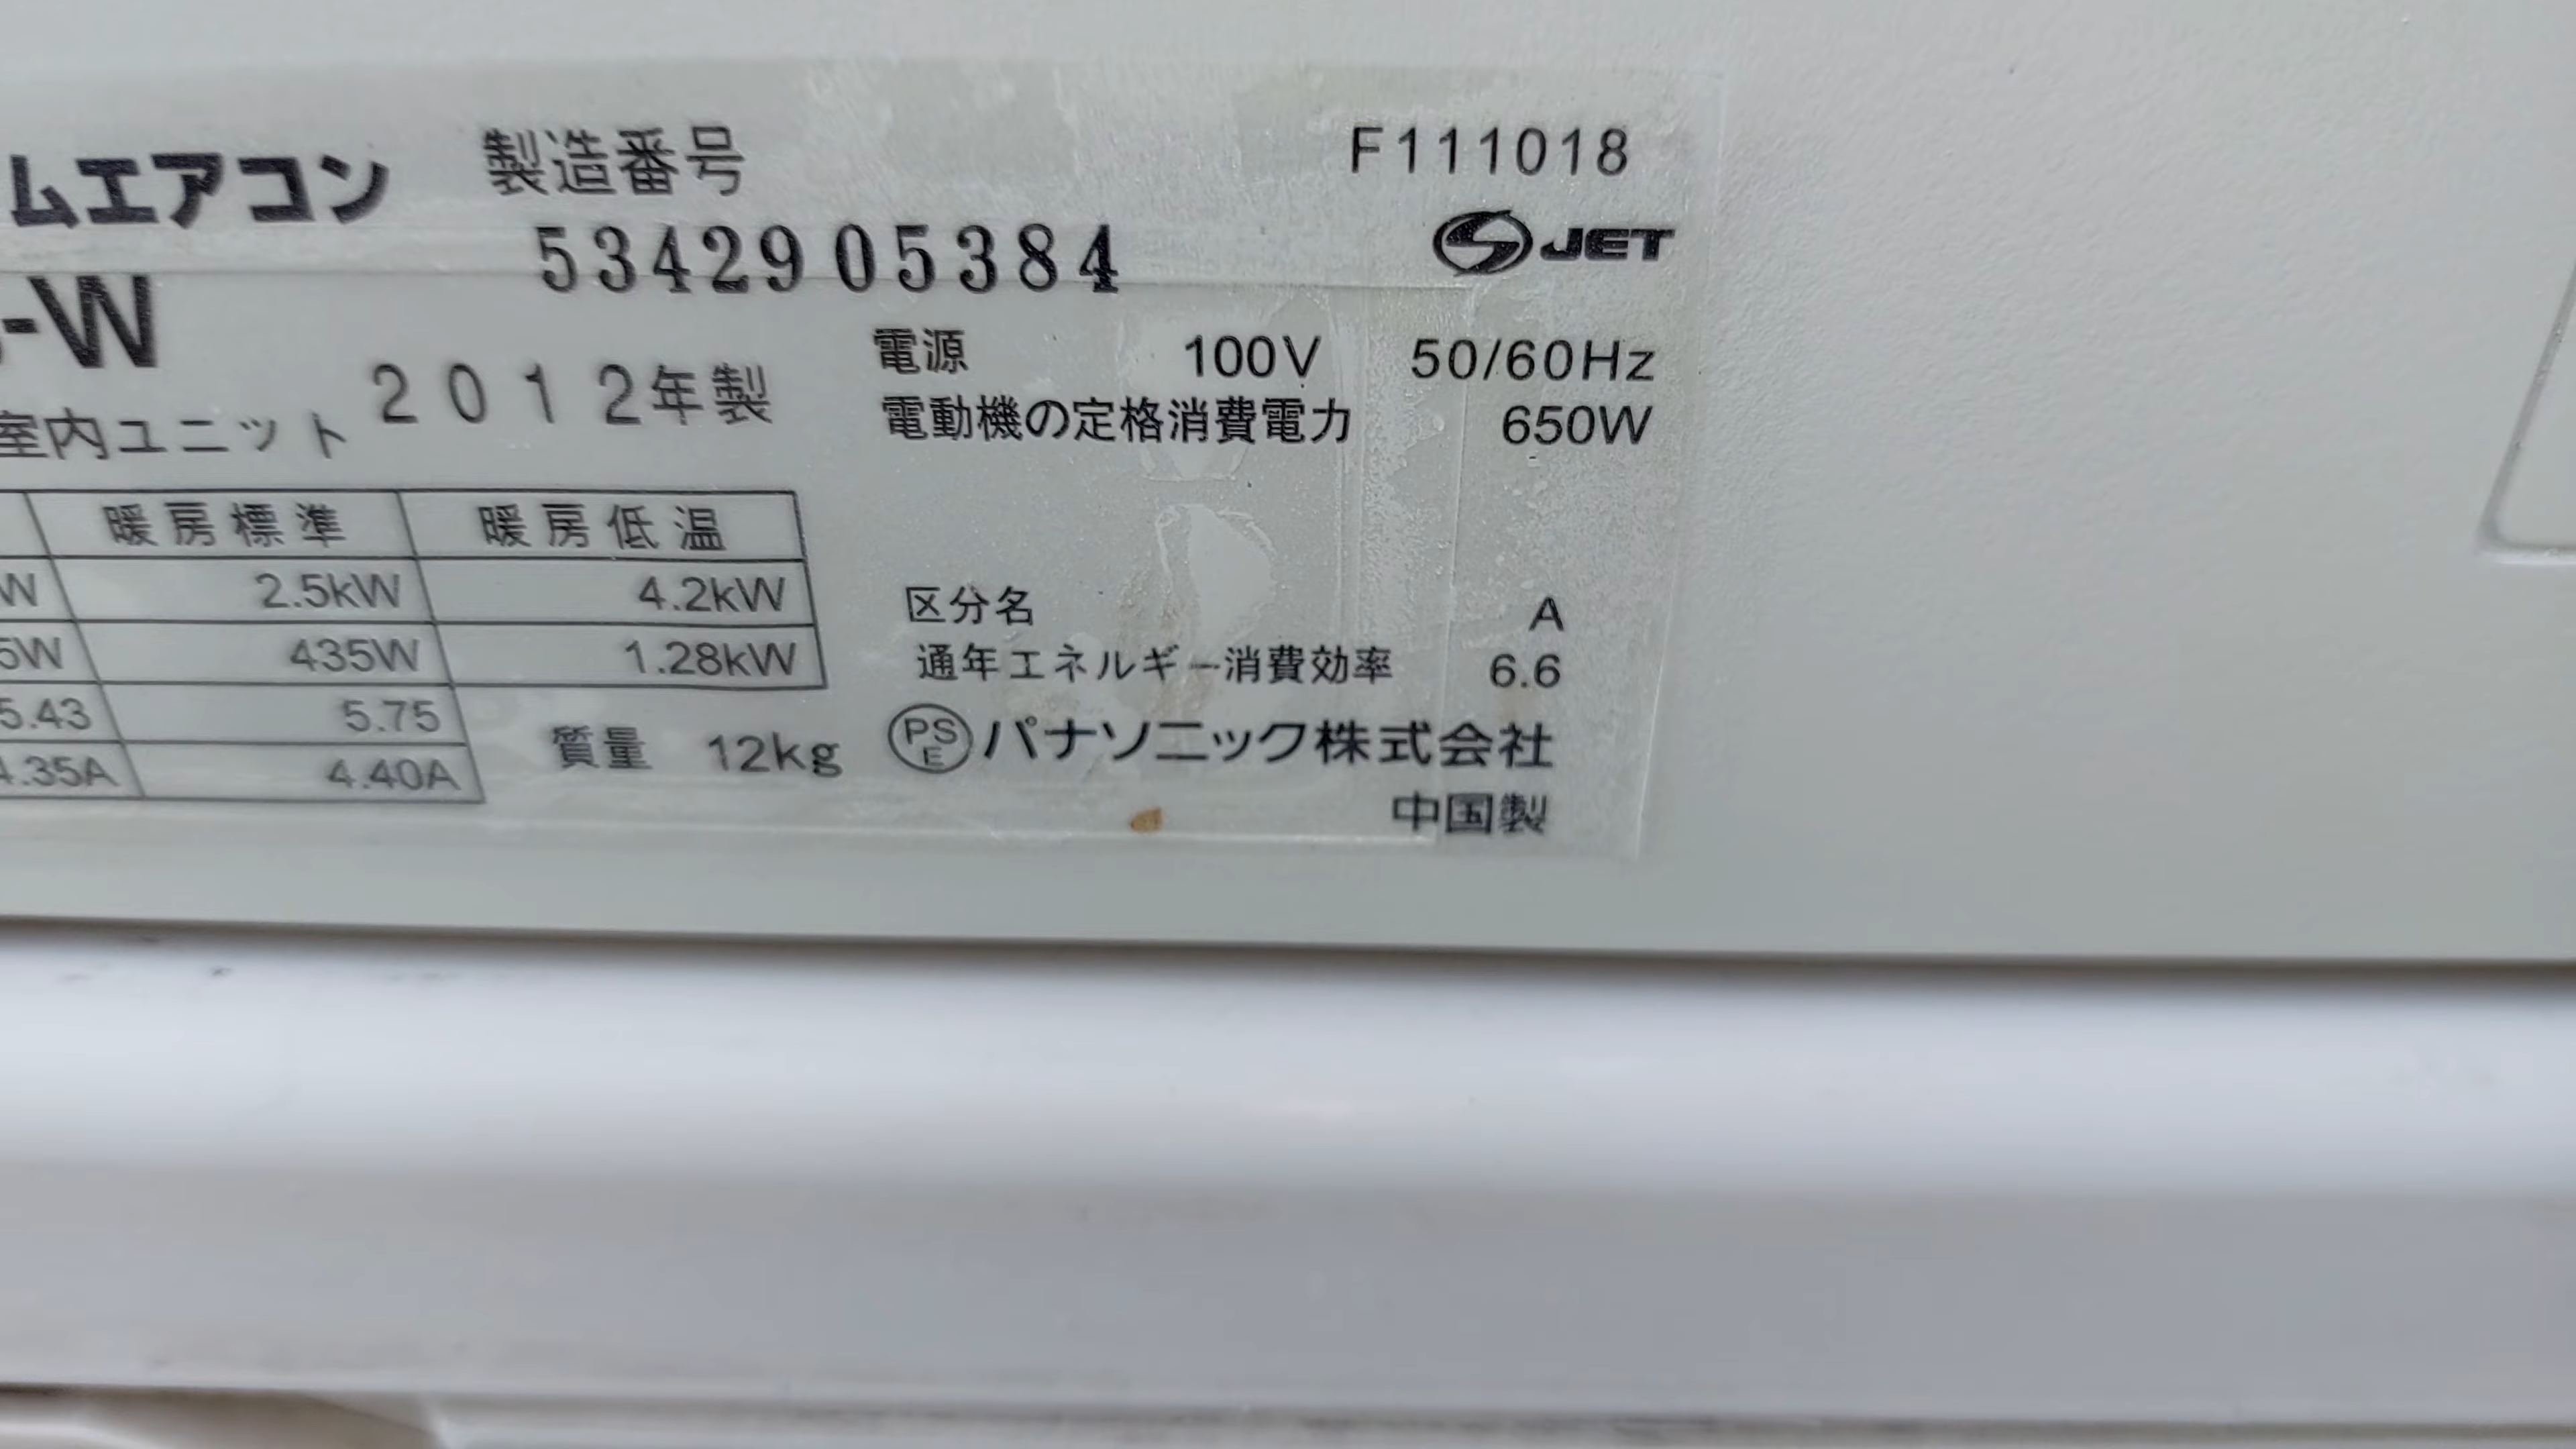 ムエアコン 製造番号 F111018
5342905384 JET
-W
電源 100V 50/60Hz
室内ユニット 2012年製
電動機の定格消費電力 650W
暖房標準 暖房低温
W 2.5kW 4.2kW
5W 435W 1.28kW
5.43 5.75
4.35A 4.40A
区分名 A
通年エネルギー消費効率 6.6
質量 12kg
PSE パナソニック株式会社
中国製